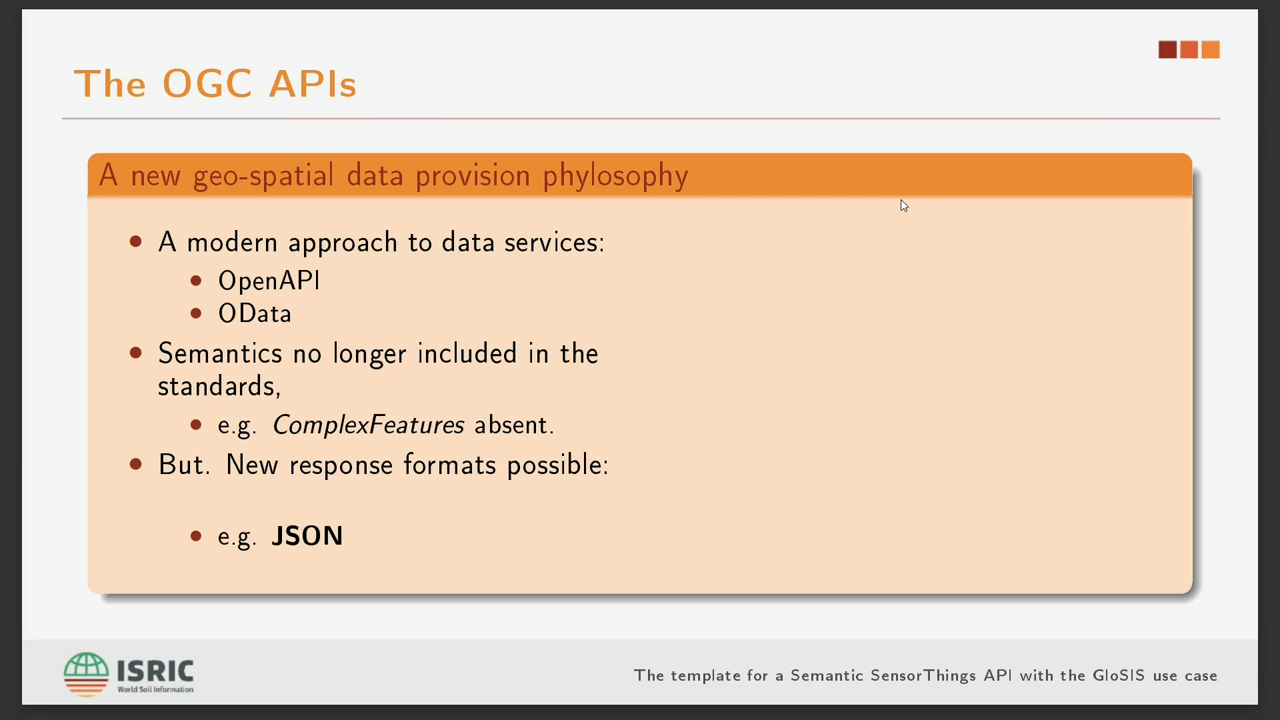 The OGC APIs
A new geo-spatial data provision phylosophy
A modern approach to data services:
OpenAPI
OData
Semantics no longer included in the
standards,
e.g. ComplexFeatures absent.
But. New response formats possible:
e.g. JSON
ISRIC
World Soil Information
The template for a Semantic SensorThings API with the GloSIS use case